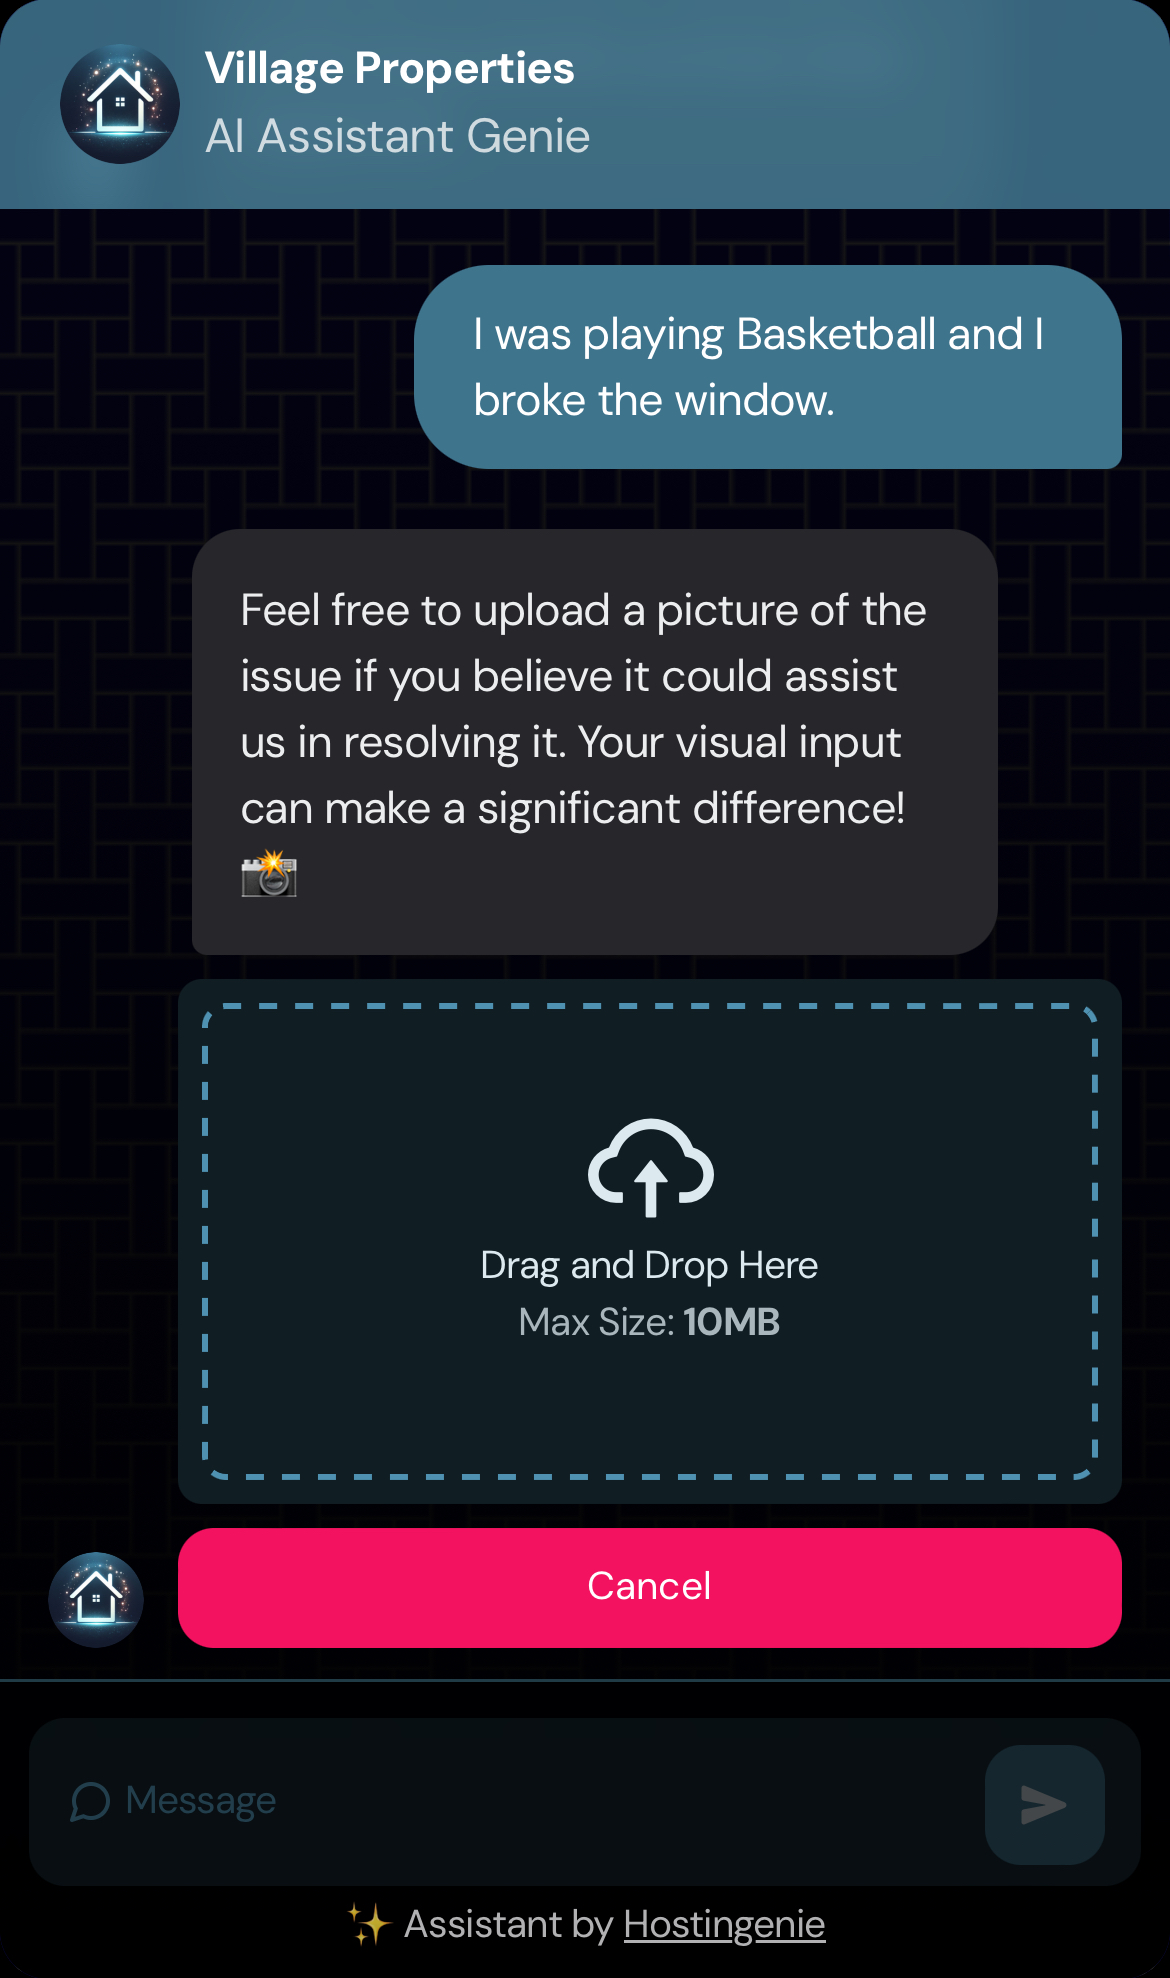 Village Properties
AI Assistant Genie
I was playing Basketball and I
broke the window.
Feel free to upload a picture of the
issue if you believe it could assist
us in resolving it. Your visual input
can make a significant difference!
📸
Drag and Drop Here
Max Size: 10MB
Cancel
Message
✨ Assistant by Hostingenie